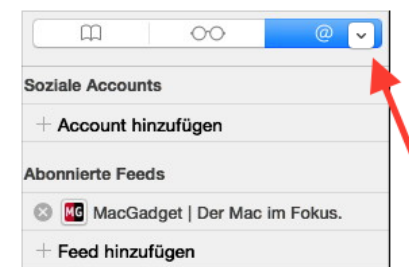 @
Soziale Accounts
+ Account hinzufügen
Abonnierte Feeds
MG MacGadget | Der Mac im Fokus.
+ Feed hinzufügen